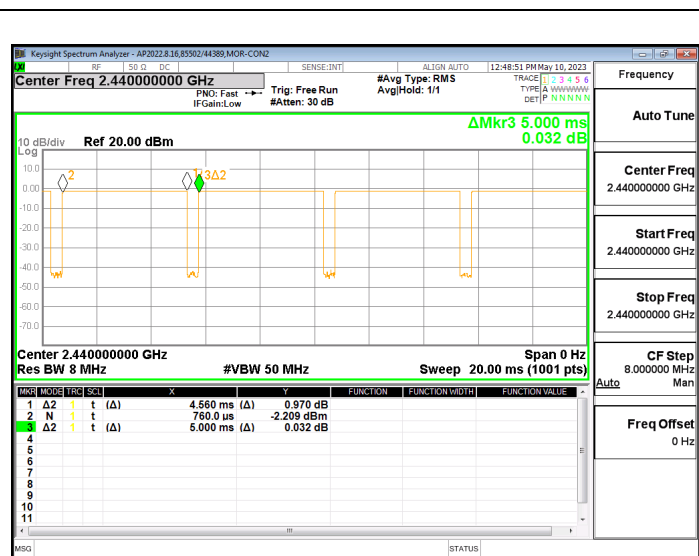 Keysight Spectrum Analyzer - AP2022.8.16,85502/44389,MOR-CON2
RF 50 Ω DC SENSE:INT ALIGN AUTO 12:48:51 PM May 10, 2023
Center Freq 2.440000000 GHz
PNO: Fast
IFGain:Low
Trig: Free Run
#Atten: 30 dB
#Avg Type: RMS
Avg|Hold: 1/1
TRACE 1 2 3 4 5 6
TYPE A WWWWW
DET P N N N N N
ΔMkr3 5.000 ms
0.032 dB
10 dB/div Ref 20.00 dBm
Log
10.0
0.00
-10.0
-20.0
-30.0
-40.0
-50.0
-60.0
-70.0
2
3Δ2
Center 2.440000000 GHz Span 0 Hz
Res BW 8 MHz #VBW 50 MHz Sweep 20.00 ms (1001 pts)
MKR MODE TRC SCL X Y FUNCTION FUNCTION WIDTH FUNCTION VALUE
1 Δ2 1 t (Δ) 4.560 ms (Δ) 0.970 dB
2 N 1 t 760.0 µs -2.209 dBm
3 Δ2 1 t (Δ) 5.000 ms (Δ) 0.032 dB
4
5
6
7
8
9
10
11
MSG STATUS
Frequency
Auto Tune
Center Freq
2.440000000 GHz
Start Freq
2.440000000 GHz
Stop Freq
2.440000000 GHz
CF Step
8.000000 MHz
Auto Man
Freq Offset
0 Hz